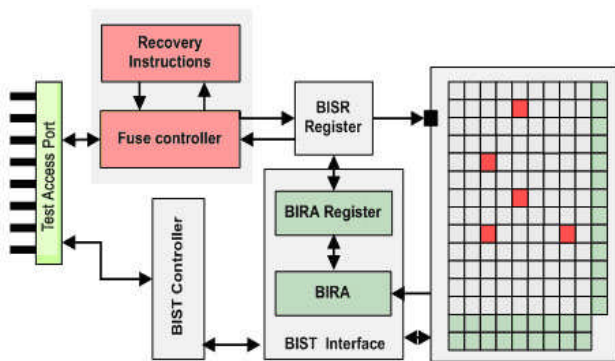 Recovery
Instructions
Fuse controller
BISR
Register
Test Access Port
BIST Controller
BIRA Register
BIRA
BIST Interface